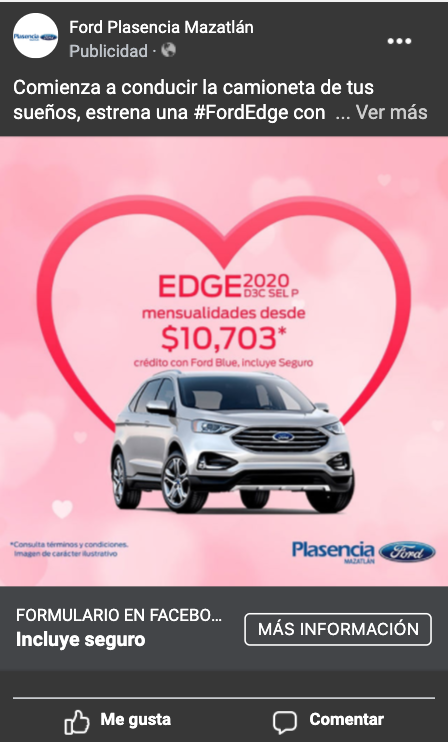 Ford Plasencia Mazatlán
Publicidad ·
Comienza a conducir la camioneta de tus
sueños, estrena una #FordEdge con ... Ver más
EDGE 2020
D3C SEL P
mensualidades desde
$10,703*
crédito con Ford Blue, incluye Seguro
*Consulta términos y condiciones.
Imagen de carácter ilustrativo
Plasencia Ford
MAZATLÁN
FORMULARIO EN FACEBO...
Incluye seguro
MÁS INFORMACIÓN
Me gusta
Comentar